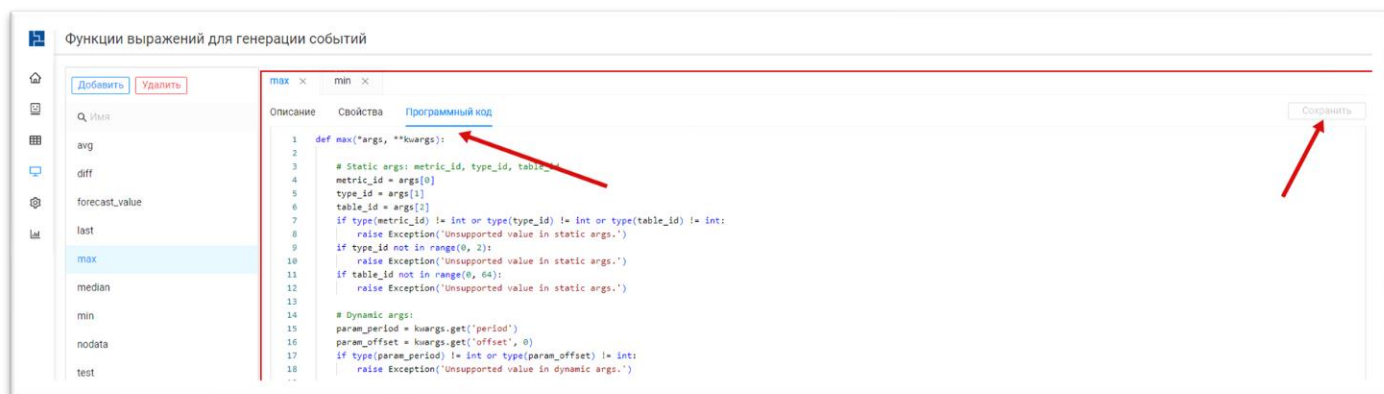 Функции выражений для генерации событий
Добавить Удалить
Имя
avg
diff
forecast_value
last
max
median
min
nodata
test
max × min ×
Описание Свойства Программный код
Сохранить
1 def max(*args, **kwargs):
2
3 # Static args: metric_id, type_id, table_id
4 metric_id = args[0]
5 type_id = args[1]
6 table_id = args[2]
7 if type(metric_id) != int or type(type_id) != int or type(table_id) != int:
8 raise Exception('Unsupported value in static args.')
9 if type_id not in range(0, 2):
10 raise Exception('Unsupported value in static args.')
11 if table_id not in range(0, 64):
12 raise Exception('Unsupported value in static args.')
13
14 # Dynamic args:
15 param_period = kwargs.get('period')
16 param_offset = kwargs.get('offset', 0)
17 if type(param_period) != int or type(param_offset) != int:
18 raise Exception('Unsupported value in dynamic args.')